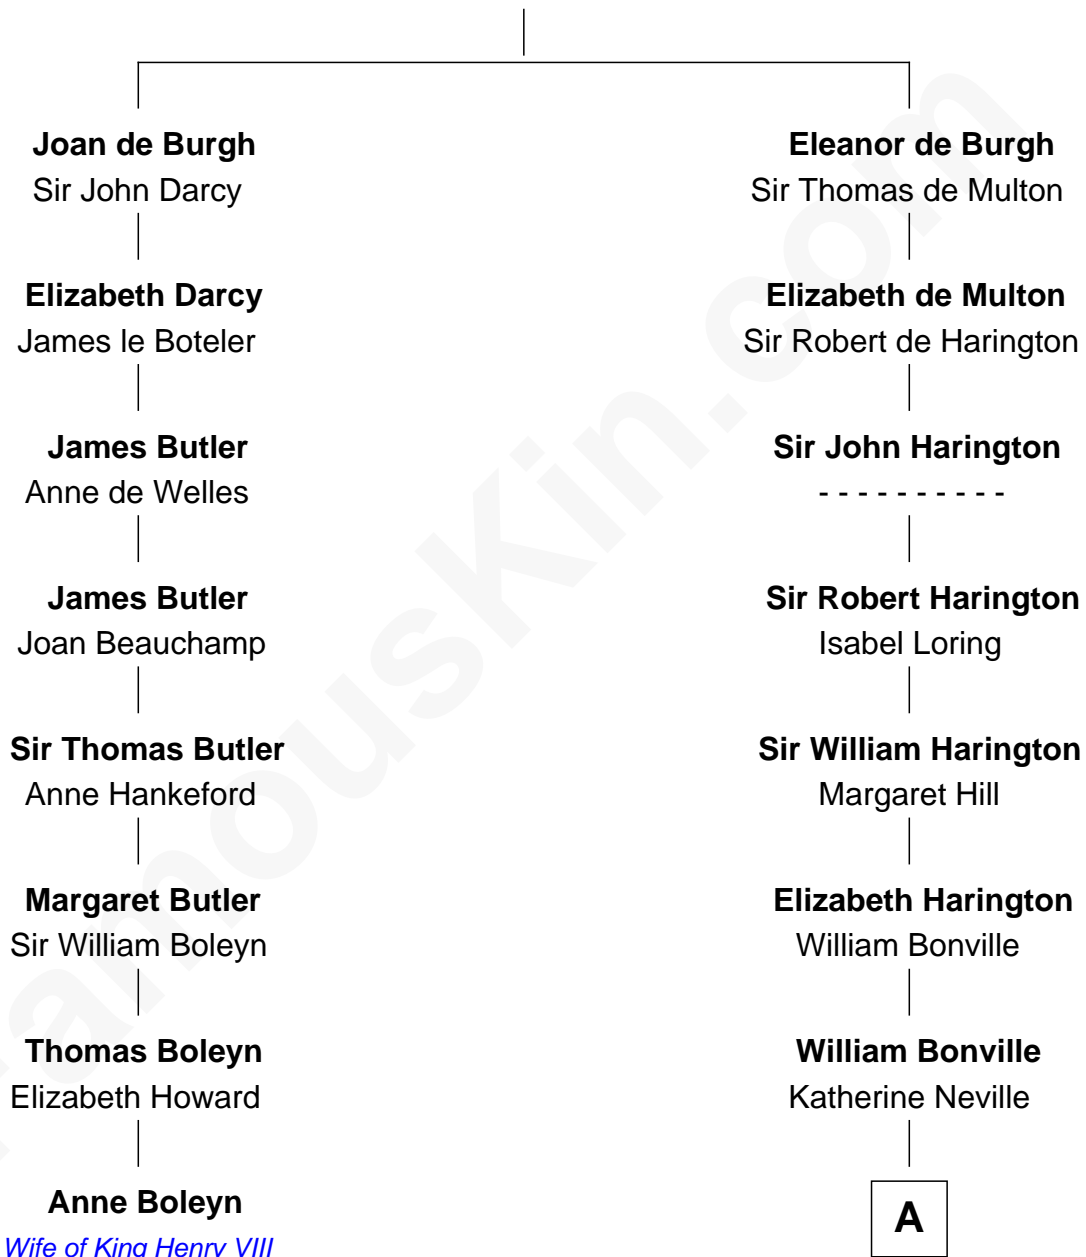 Joan de Burgh
Sir John Darcy
Elizabeth Darcy
James le Boteler
James Butler
Anne de Welles
James Butler
Joan Beauchamp
Sir Thomas Butler
Anne Hankeford
Margaret Butler
Sir William Boleyn
Thomas Boleyn
Elizabeth Howard
Anne Boleyn
Wife of King Henry VIII
Eleanor de Burgh
Sir Thomas de Multon
Elizabeth de Multon
Sir Robert de Harington
Sir John Harington
- - - - - - - - - -
Sir Robert Harington
Isabel Loring
Sir William Harington
Margaret Hill
Elizabeth Harington
William Bonville
William Bonville
Katherine Neville
A
FamousKin.com